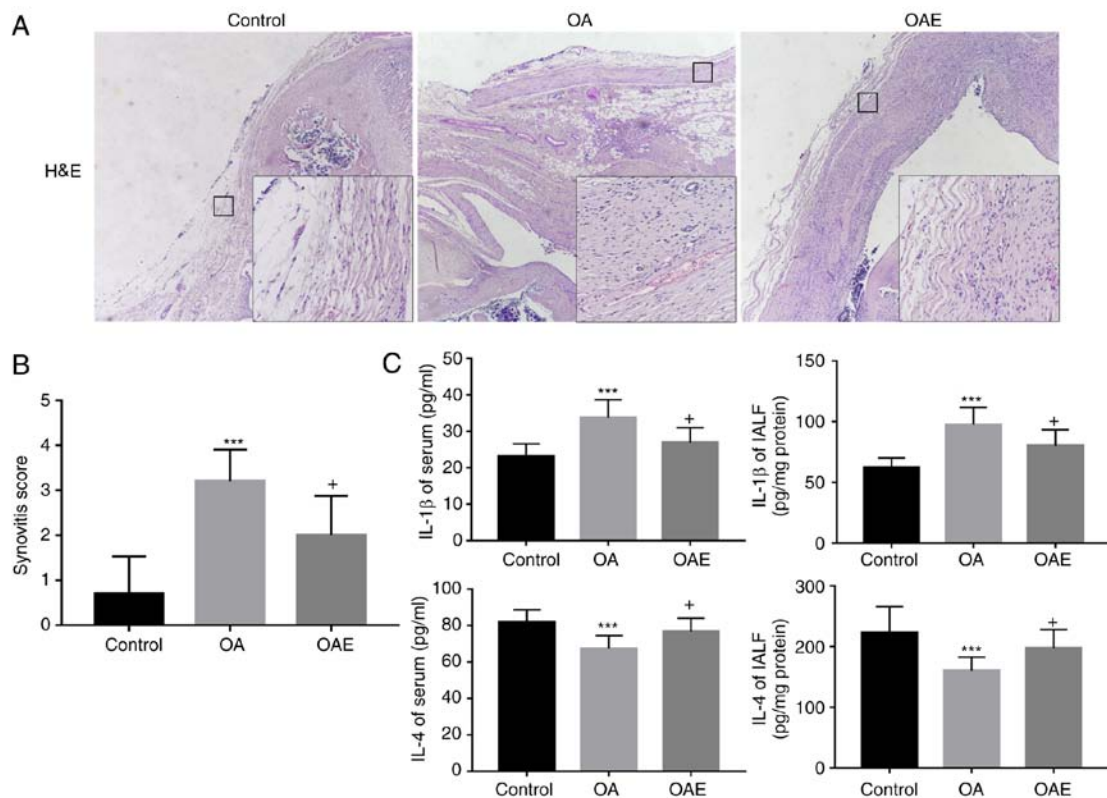 A
Control
OA
OAE
H&E
B
Synovitis score
5
4
3
2
1
0
***
+
Control
OA
OAE
C
IL-1β of serum (pg/ml)
50
40
30
20
10
0
***
+
Control
OA
OAE
IL-1β of IALF
(pg/mg protein)
150
100
50
0
***
+
Control
OA
OAE
IL-4 of serum (pg/ml)
100
80
60
40
20
0
***
+
Control
OA
OAE
IL-4 of IALF
(pg/mg protein)
300
200
100
0
***
+
Control
OA
OAE